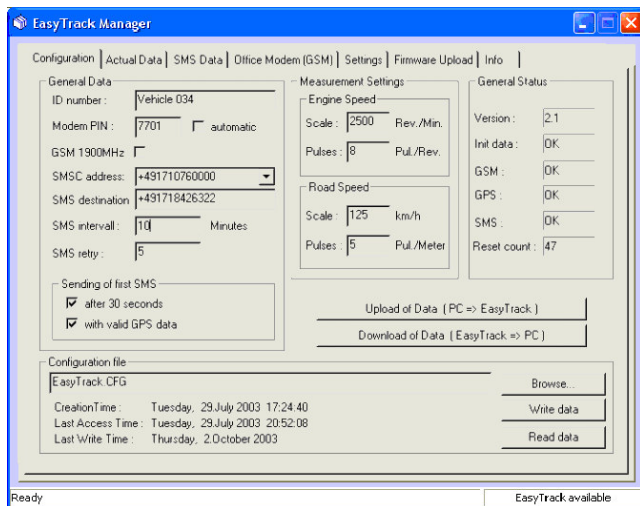 EasyTrack Manager
Configuration Actual Data SMS Data Office Modem (GSM) Settings Firmware Upload Info
General Data
ID number : Vehicle 034
Modem PIN : 7701 automatic
GSM 1900MHz
SMSC address: +491710760000
SMS destination +491718426322
SMS intervall : 10 Minutes
SMS retry : 5
Sending of first SMS
after 30 seconds
with valid GPS data
Measurement Settings
Engine Speed
Scale : 2500 Rev./Min.
Pulses : 8 Pul./Rev.
Road Speed
Scale : 125 km/h
Pulses : 5 Pul./Meter
General Status
Version : 2.1
Init data : OK
GSM : OK
GPS : OK
SMS : OK
Reset count : 47
Upload of Data ( PC => EasyTrack )
Download of Data ( EasyTrack => PC )
Configuration file
EasyTrack.CFG
Browse...
CreationTime : Tuesday, 29.July 2003 17:24:40
Last Access Time : Tuesday, 29.July 2003 20:52:08
Last Write Time : Thursday, 2.October 2003
Write data
Read data
Ready
EasyTrack available